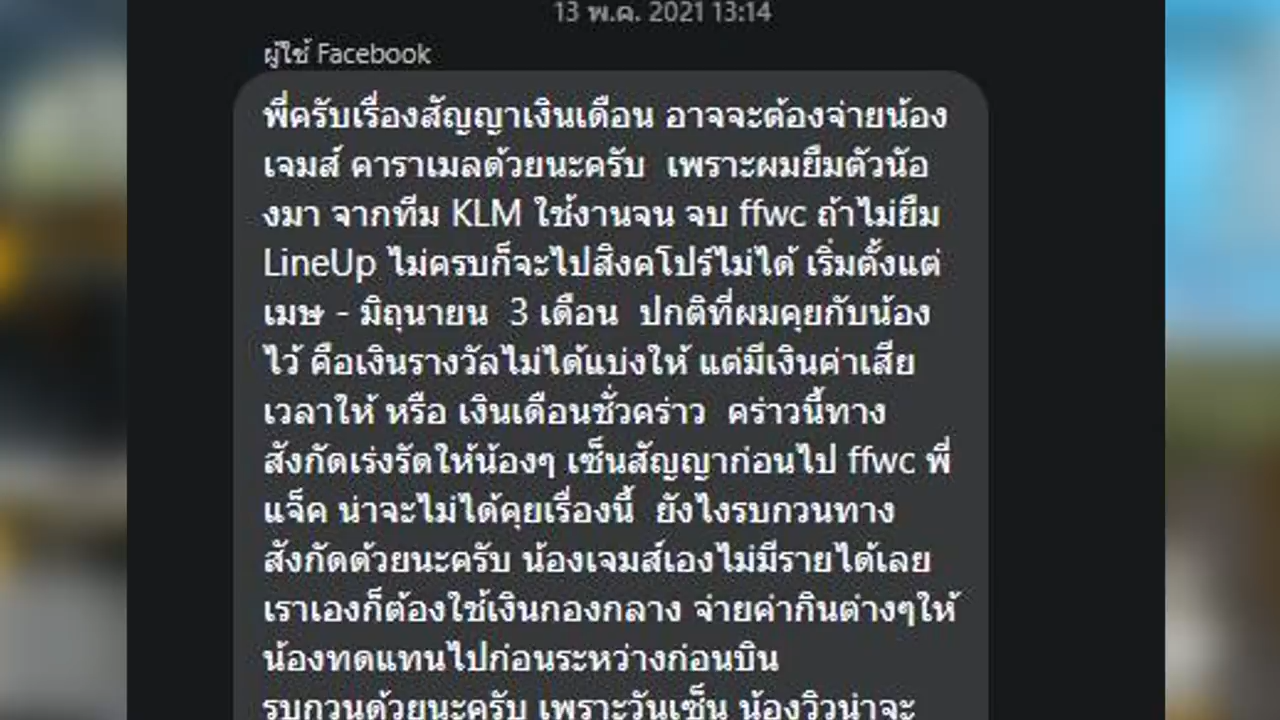 13 พ.ค. 2021 13:14
ผู้ใช้ Facebook
พี่ครับเรื่องสัญญาเงินเดือน อาจจะต้องจ่ายน้อง
เจมส์ คาราเมลด้วยนะครับ เพราะผมยืมตัวน้อ
งมา จากทีม KLM ใช้งานจน จบ ffwc ถ้าไม่ยืม
LineUp ไม่ครบก็จะไปสิงคโปร์ไม่ได้ เริ่มตั้งแต่
เมษ - มิถุนายน 3 เดือน ปกติที่ผมคุยกับน้อง
ไว้ คือเงินรางวัลไม่ได้แบ่งให้ แต่มีเงินค่าเสีย
เวลาให้ หรือ เงินเดือนชั่วคร่าว คร่าวนี้ทาง
สังกัดเร่งรัดให้น้องๆ เซ็นสัญญาก่อนไป ffwc พี่
แจ็ค น่าจะไม่ได้คุยเรื่องนี้ ยังไงรบกวนทาง
สังกัดด้วยนะครับ น้องเจมส์เองไม่มีรายได้เลย
เราเองก็ต้องใช้เงินกองกลาง จ่ายค่ากินต่างๆให้
น้องทดแทนไปก่อนระหว่างก่อนบิน
รบกวนด้วยนะครับ เพราะวันเซ็น น้องวิวน่าจะ